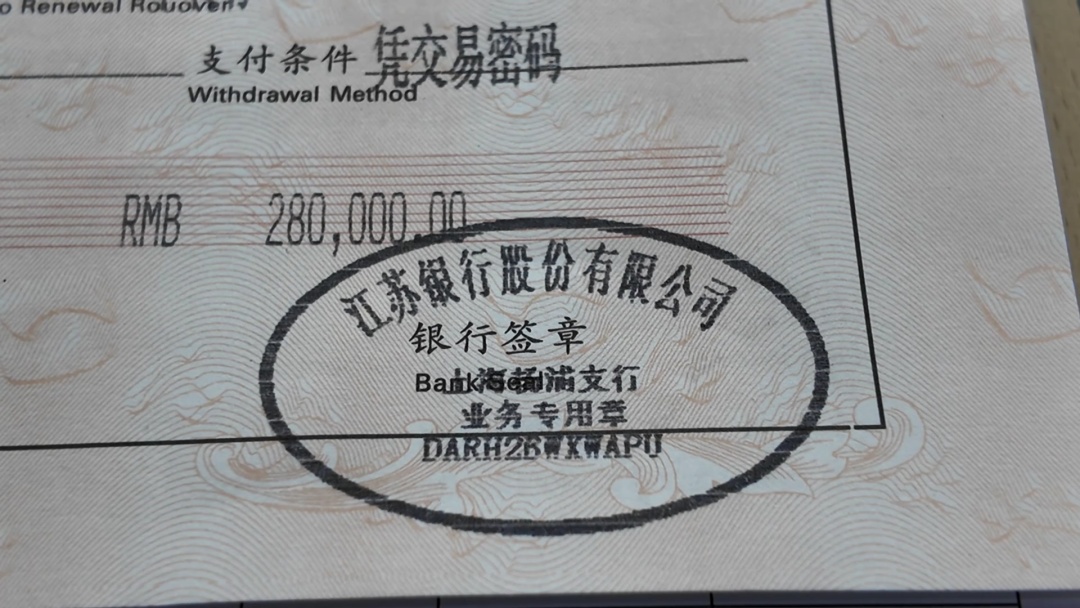 Renewal
支付条件 凭交易密码
Withdrawal Method
RMB 280,000.00
江苏银行股份有限公司
银行签章
Bank Seal 上海杨浦支行
业务专用章